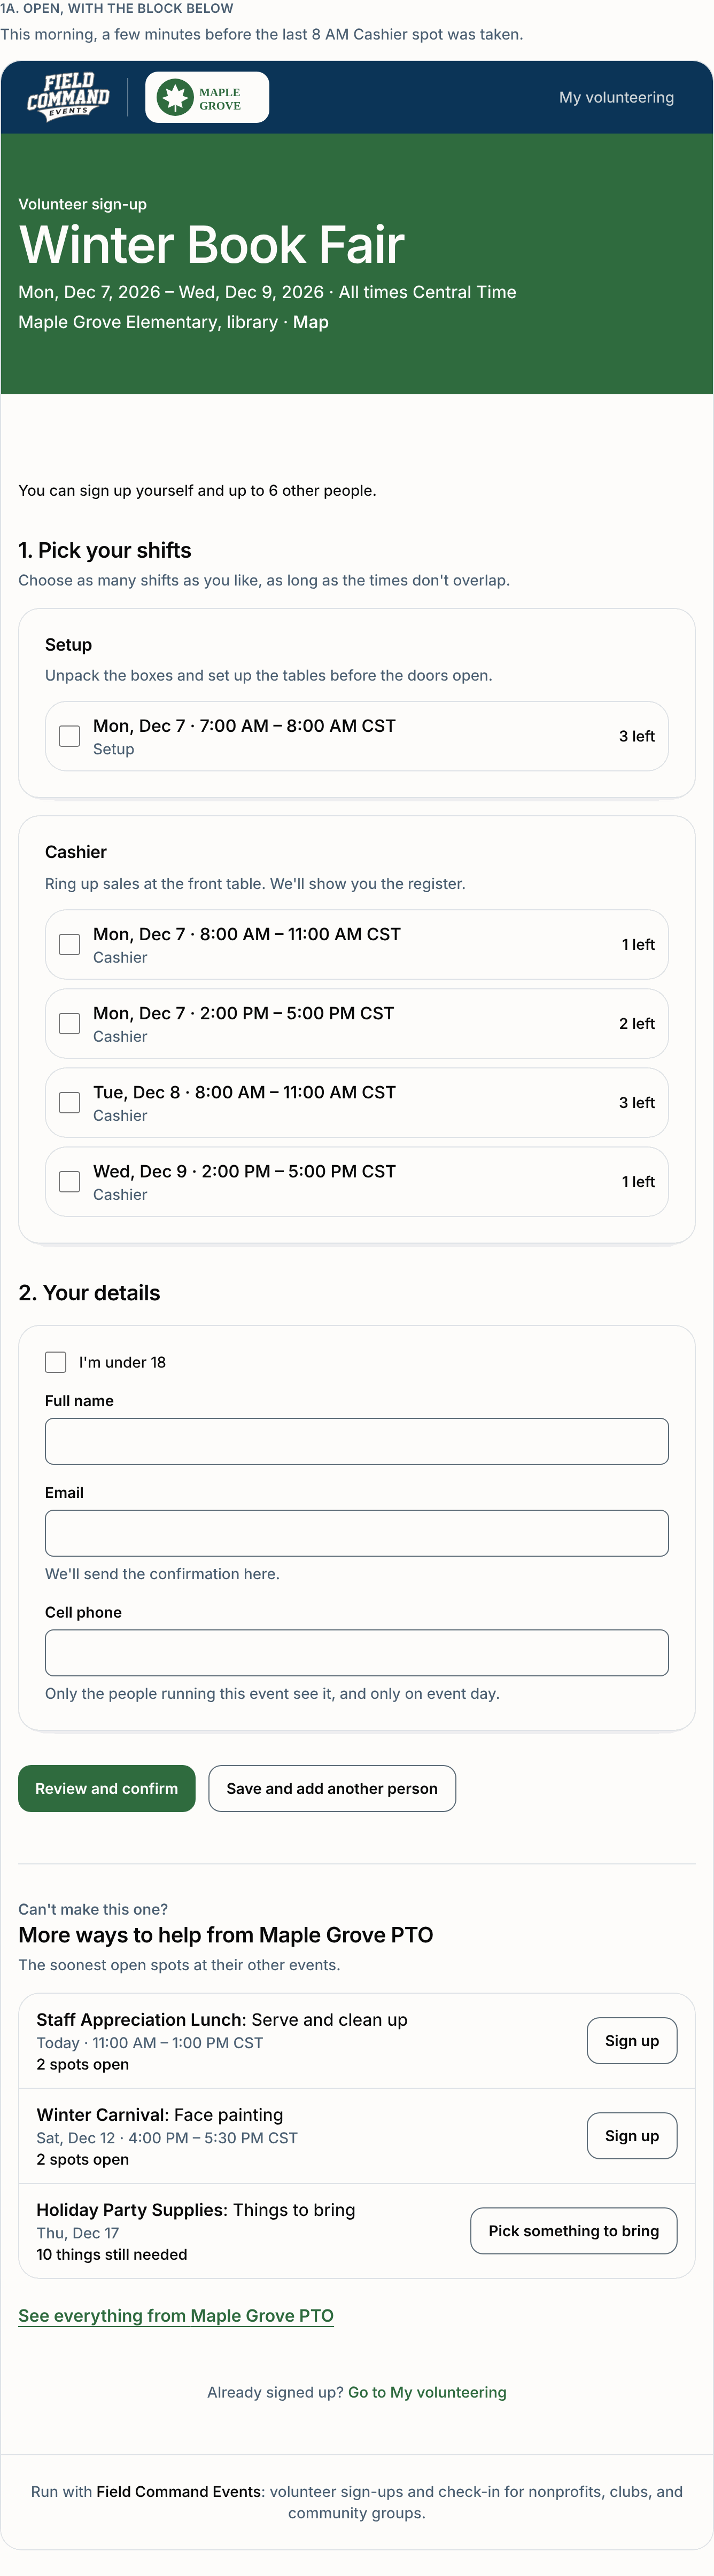 1A. OPEN, WITH THE BLOCK BELOW
This morning, a few minutes before the last 8 AM Cashier spot was taken.
FIELD
COMMAND
EVENTS
MAPLE
GROVE
My volunteering
Volunteer sign-up
Winter Book Fair
Mon, Dec 7, 2026 – Wed, Dec 9, 2026 · All times Central Time
Maple Grove Elementary, library · Map
You can sign up yourself and up to 6 other people.
1. Pick your shifts
Choose as many shifts as you like, as long as the times don't overlap.
Setup
Unpack the boxes and set up the tables before the doors open.
Mon, Dec 7 · 7:00 AM – 8:00 AM CST
Setup
3 left
Cashier
Ring up sales at the front table. We'll show you the register.
Mon, Dec 7 · 8:00 AM – 11:00 AM CST
Cashier
1 left
Mon, Dec 7 · 2:00 PM – 5:00 PM CST
Cashier
2 left
Tue, Dec 8 · 8:00 AM – 11:00 AM CST
Cashier
3 left
Wed, Dec 9 · 2:00 PM – 5:00 PM CST
Cashier
1 left
2. Your details
I'm under 18
Full name
Email
We'll send the confirmation here.
Cell phone
Only the people running this event see it, and only on event day.
Review and confirm
Save and add another person
Can't make this one?
More ways to help from Maple Grove PTO
The soonest open spots at their other events.
Staff Appreciation Lunch: Serve and clean up
Today · 11:00 AM – 1:00 PM CST
2 spots open
Sign up
Winter Carnival: Face painting
Sat, Dec 12 · 4:00 PM – 5:30 PM CST
2 spots open
Sign up
Holiday Party Supplies: Things to bring
Thu, Dec 17
10 things still needed
Pick something to bring
See everything from Maple Grove PTO
Already signed up? Go to My volunteering
Run with Field Command Events: volunteer sign-ups and check-in for nonprofits, clubs, and
community groups.